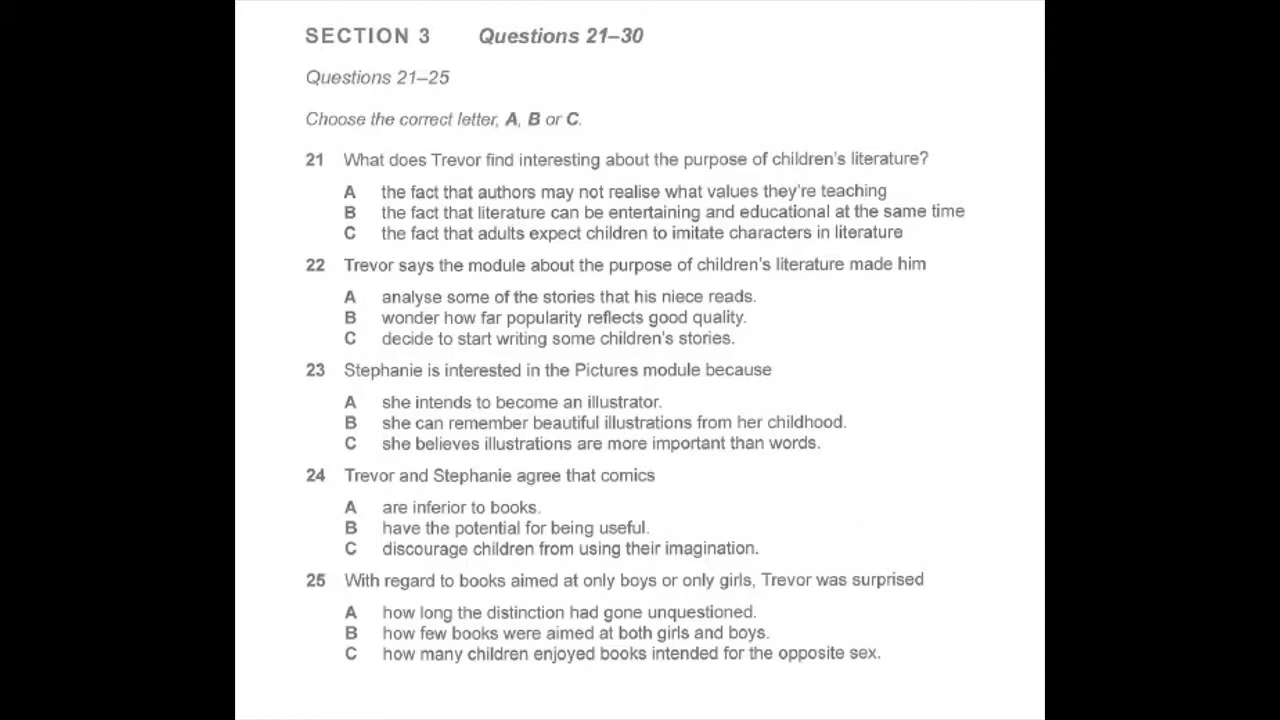 SECTION 3 Questions 21–30
Questions 21–25
Choose the correct letter, A, B or C.
21 What does Trevor find interesting about the purpose of children's literature?
A the fact that authors may not realise what values they're teaching
B the fact that literature can be entertaining and educational at the same time
C the fact that adults expect children to imitate characters in literature
22 Trevor says the module about the purpose of children's literature made him
A analyse some of the stories that his niece reads.
B wonder how far popularity reflects good quality.
C decide to start writing some children's stories.
23 Stephanie is interested in the Pictures module because
A she intends to become an illustrator.
B she can remember beautiful illustrations from her childhood.
C she believes illustrations are more important than words.
24 Trevor and Stephanie agree that comics
A are inferior to books.
B have the potential for being useful.
C discourage children from using their imagination.
25 With regard to books aimed at only boys or only girls, Trevor was surprised
A how long the distinction had gone unquestioned.
B how few books were aimed at both girls and boys.
C how many children enjoyed books intended for the opposite sex.